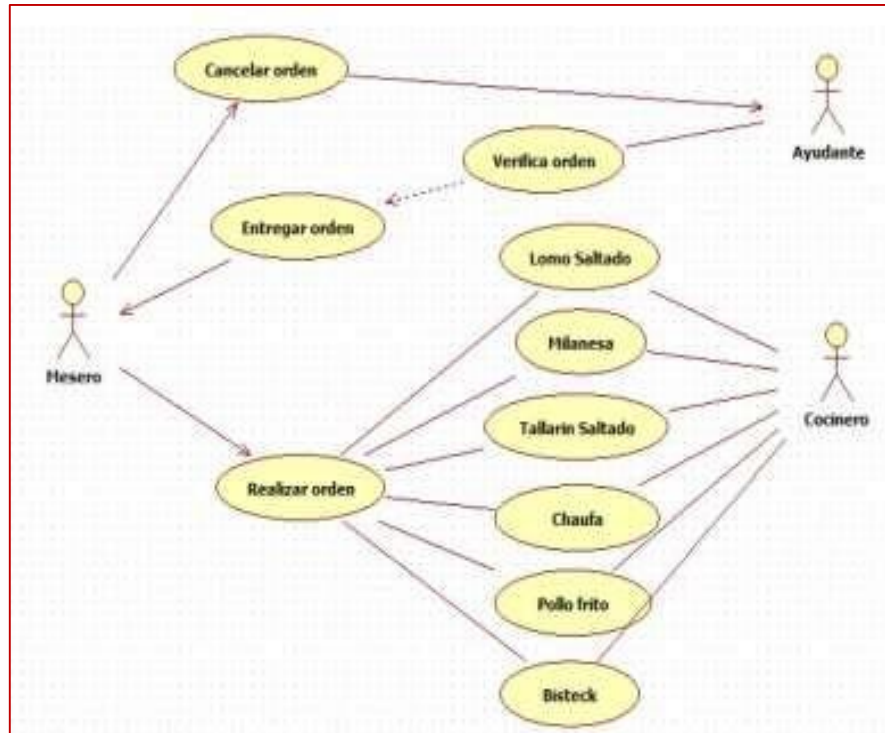 Cancelar orden
Ayudante
Verifica orden
Entregar orden
Lomo Saltado
Milanesa
Mesero
Cocinero
Tallarin Saltado
Realizar orden
Chaufa
Pollo frito
Bisteck